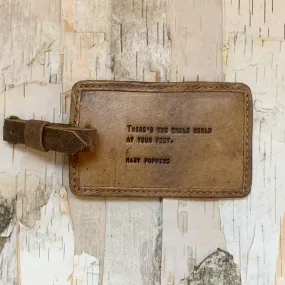 There's the whole world
at your feet.
Mary Poppins